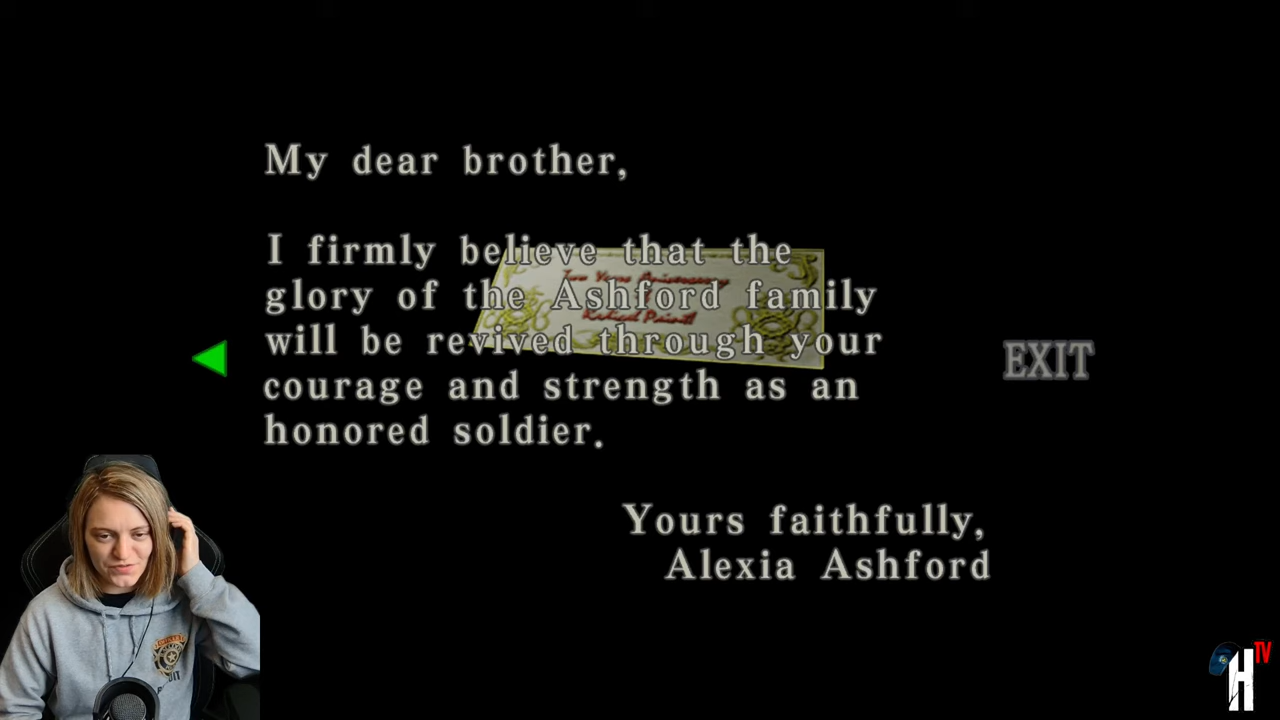 My dear brother,
I firmly believe that the
glory of the Ashford family
will be revived through your
courage and strength as an
honored soldier.
Yours faithfully,
Alexia Ashford
EXIT
H TV